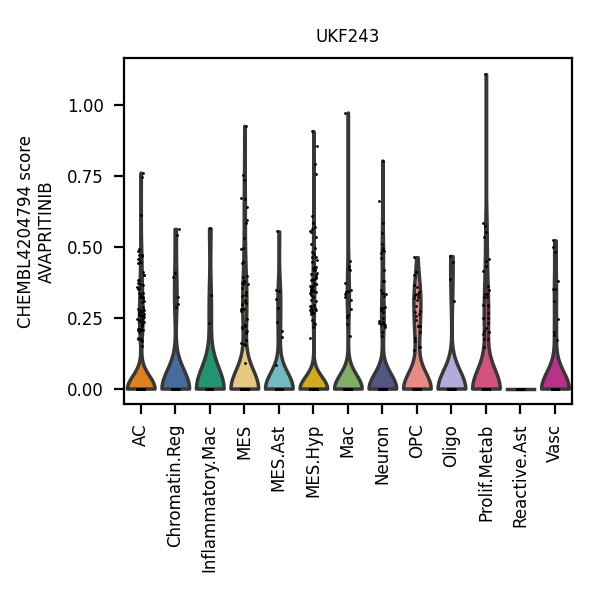 UKF243
CHEMBL4204794 score
AVAPRITINIB
1.00
0.75
0.50
0.25
0.00
AC
Chromatin.Reg
Inflammatory.Mac
MES
MES.Ast
MES.Hyp
Mac
Neuron
OPC
Oligo
Prolif.Metab
Reactive.Ast
Vasc